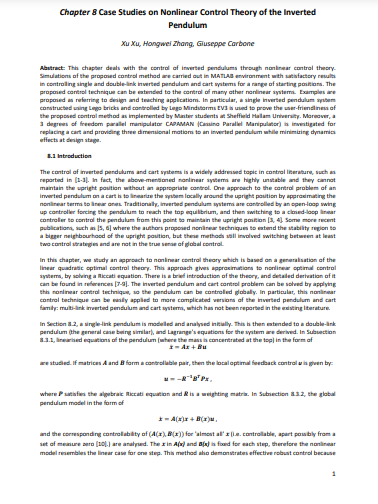 Chapter 8 Case Studies on Nonlinear Control Theory of the Inverted
Pendulum
Xu Xu, Hongwei Zhang, Giuseppe Carbone
Abstract: This chapter deals with the control of inverted pendulums through nonlinear control theory.
Simulations of the proposed control method are carried out in MATLAB environment with satisfactory results
in controlling single and double-link inverted pendulum and cart systems for a range of starting positions. The
proposed control technique can be extended to the control of many other nonlinear systems. Examples are
proposed as referring to design and teaching applications. In particular, a single inverted pendulum system
constructed using Lego bricks and controlled by Lego Mindstorms EV3 is used to prove the user-friendliness of
the proposed control method as implemented by Master students at Sheffield Hallam University. Moreover, a
3 degrees of freedom parallel manipulator CAPAMAN (Cassino Parallel Manipulator) is investigated for
replacing a cart and providing three dimensional motions to an inverted pendulum while minimizing dynamics
effects at design stage.
8.1 Introduction
The control of inverted pendulums and cart systems is a widely addressed topic in control literature, such as
reported in [1-3]. In fact, the above-mentioned nonlinear systems are highly unstable and they cannot
maintain the upright position without an appropriate control. One approach to the control problem of an
inverted pendulum on a cart is to linearize the system locally around the upright position by approximating the
nonlinear terms to linear ones. Traditionally, inverted pendulum systems are controlled by an open-loop swing
up controller forcing the pendulum to reach the top equilibrium, and then switching to a closed-loop linear
controller to control the pendulum from this point to maintain the upright position [3, 4]. Some more recent
publications, such as [5, 6] where the authors proposed nonlinear techniques to extend the stability region to
a bigger neighbourhood of the upright position, but these methods still involved switching between at least
two control strategies and are not in the true sense of global control.
In this chapter, we study an approach to nonlinear control theory which is based on a generalisation of the
linear quadratic optimal control theory. This approach gives approximations to nonlinear optimal control
systems, by solving a Riccati equation. There is a brief introduction of the theory, and detailed derivation of it
can be found in references [7-9]. The inverted pendulum and cart control problem can be solved by applying
this nonlinear control technique, so the pendulum can be controlled globally. In particular, this nonlinear
control technique can be easily applied to more complicated versions of the inverted pendulum and cart
family: multi-link inverted pendulum and cart systems, which has not been reported in the existing literature.
In Section 8.2, a single-link pendulum is modelled and analysed initially. This is then extended to a double-link
pendulum (the general case being similar), and Lagrange's equations for the system are derived. In Subsection
8.3.1, linearised equations of the pendulum (where the mass is concentrated at the top) in the form of
ẋ = Ax + Bu
are studied. If matrices A and B form a controllable pair, then the local optimal feedback control u is given by:
u = −R⁻¹BᵀPx ,
where P satisfies the algebraic Riccati equation and R is a weighting matrix. In Subsection 8.3.2, the global
pendulum model in the form of
ẋ = A(x)x + B(x)u ,
and the corresponding controllability of (A(x), B(x)) for 'almost all' x (i.e. controllable, apart possibly from a
set of measure zero [10].) are analysed. The x in A(x) and B(x) is fixed for each step, therefore the nonlinear
model resembles the linear case for one step. This method also demonstrates effective robust control because
1